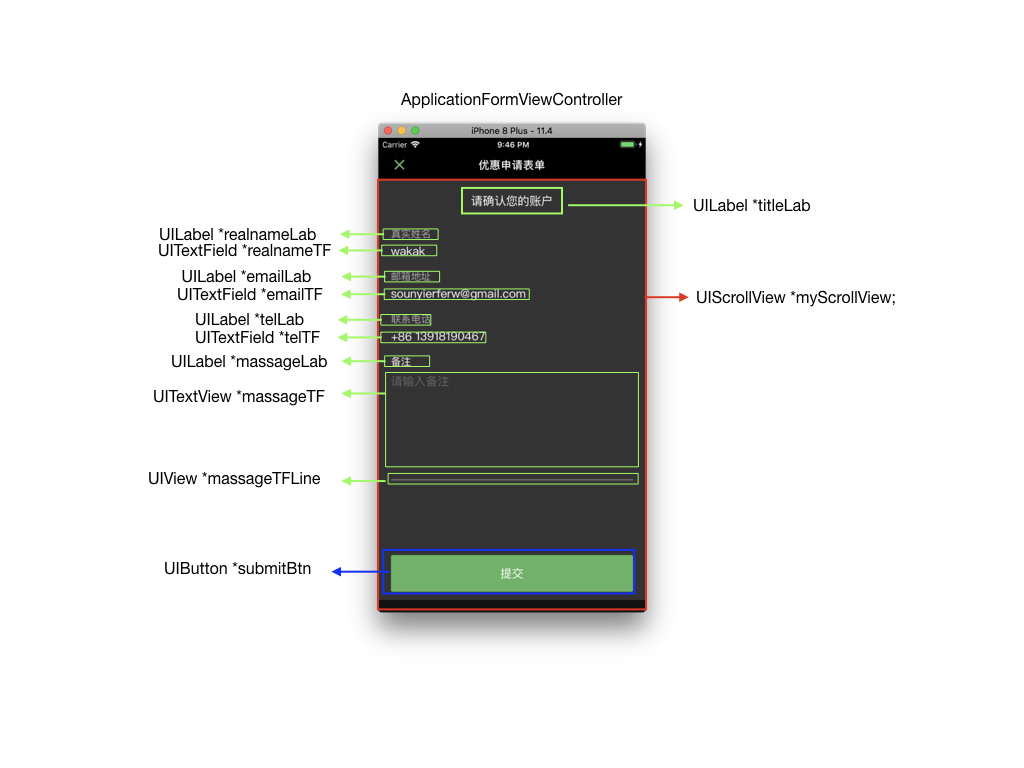 ApplicationFormViewController
iPhone 8 Plus - 11.4
Carrier 9:46 PM
优惠申请表单
请确认您的账户
UILabel *titleLab
UILabel *realnameLab
真实姓名
UITextField *realnameTF
wakak
UILabel *emailLab
邮箱地址
UITextField *emailTF
sounyierferw@gmail.com
UIScrollView *myScrollView;
UILabel *telLab
联系电话
UITextField *telTF
+86 13918190467
UILabel *massageLab
备注
请输入备注
UITextView *massageTF
UIView *massageTFLine
UIButton *submitBtn
提交